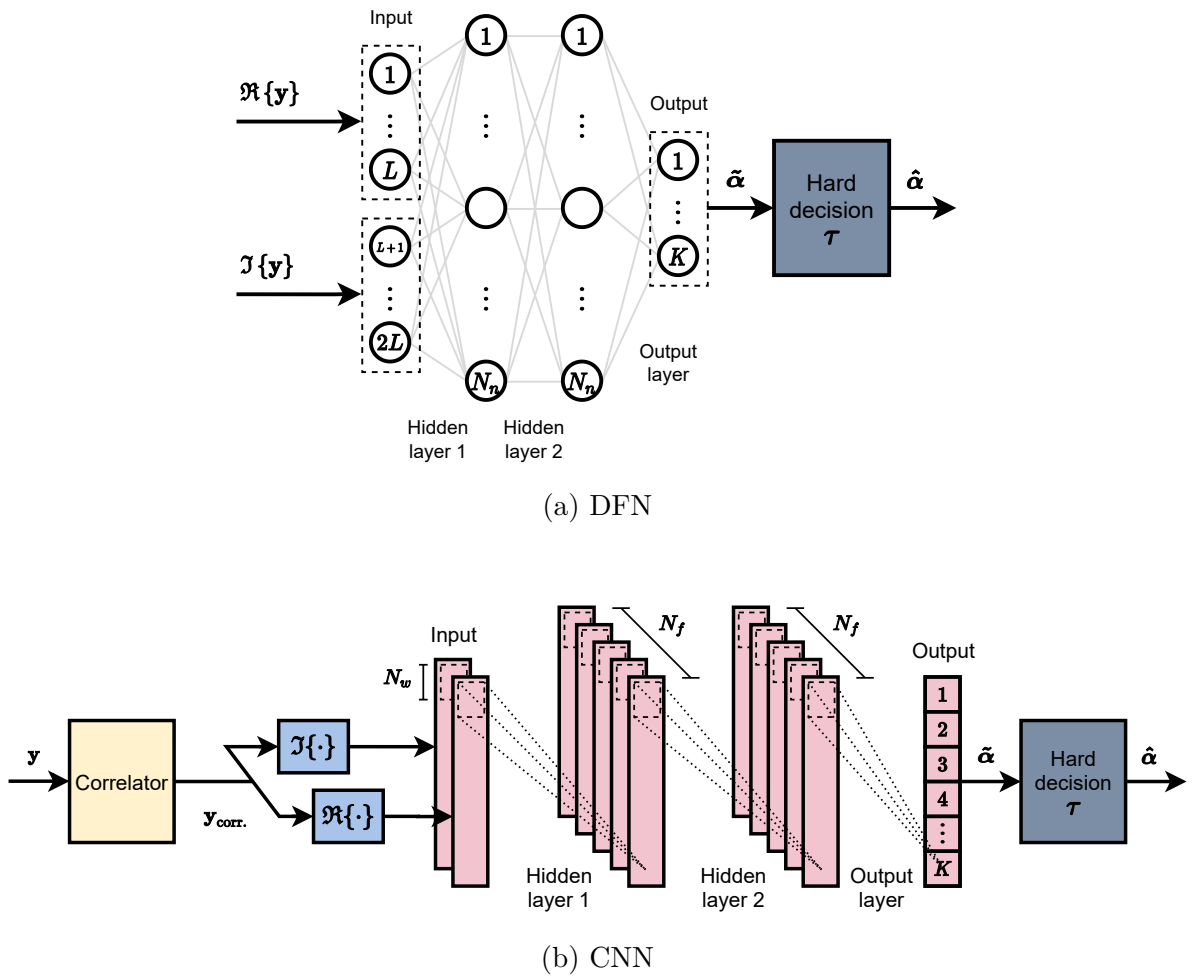 Input
1
1
1
ℜ{𝐲}
⋮
⋮
⋮
Output
L
1
Hard
decision
τ
α̃
α̂
⋮
L+1
K
ℑ{𝐲}
⋮
⋮
⋮
2L
Output
layer
N_n
N_n
Hidden
layer 1
Hidden
layer 2
(a) DFN
Input
N_f
N_f
Output
N_w
1
2
3
4
⋮
K
𝐲
Correlator
ℑ{·}
ℜ{·}
𝐲_corr.
α̃
Hard
decision
τ
α̂
Hidden
layer 1
Hidden
layer 2
Output
layer
(b) CNN